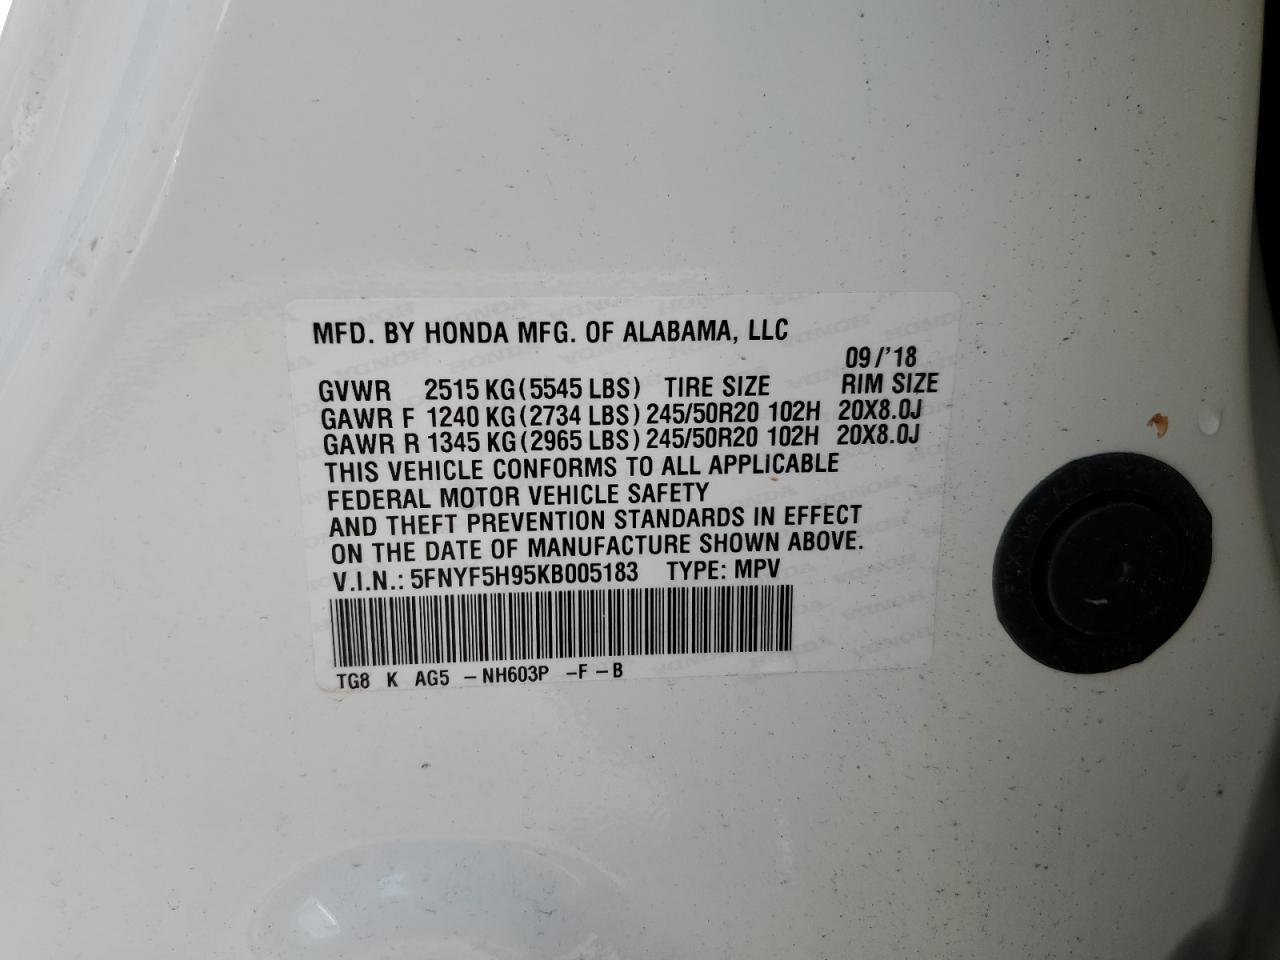 MFD. BY HONDA MFG. OF ALABAMA, LLC
09/'18
GVWR 2515 KG (5545 LBS) TIRE SIZE RIM SIZE
GAWR F 1240 KG (2734 LBS) 245/50R20 102H 20X8.0J
GAWR R 1345 KG (2965 LBS) 245/50R20 102H 20X8.0J
THIS VEHICLE CONFORMS TO ALL APPLICABLE
FEDERAL MOTOR VEHICLE SAFETY
AND THEFT PREVENTION STANDARDS IN EFFECT
ON THE DATE OF MANUFACTURE SHOWN ABOVE.
V.I.N.: 5FNYF5H95KB005183 TYPE: MPV
TG8 K AG5 -NH603P -F-B